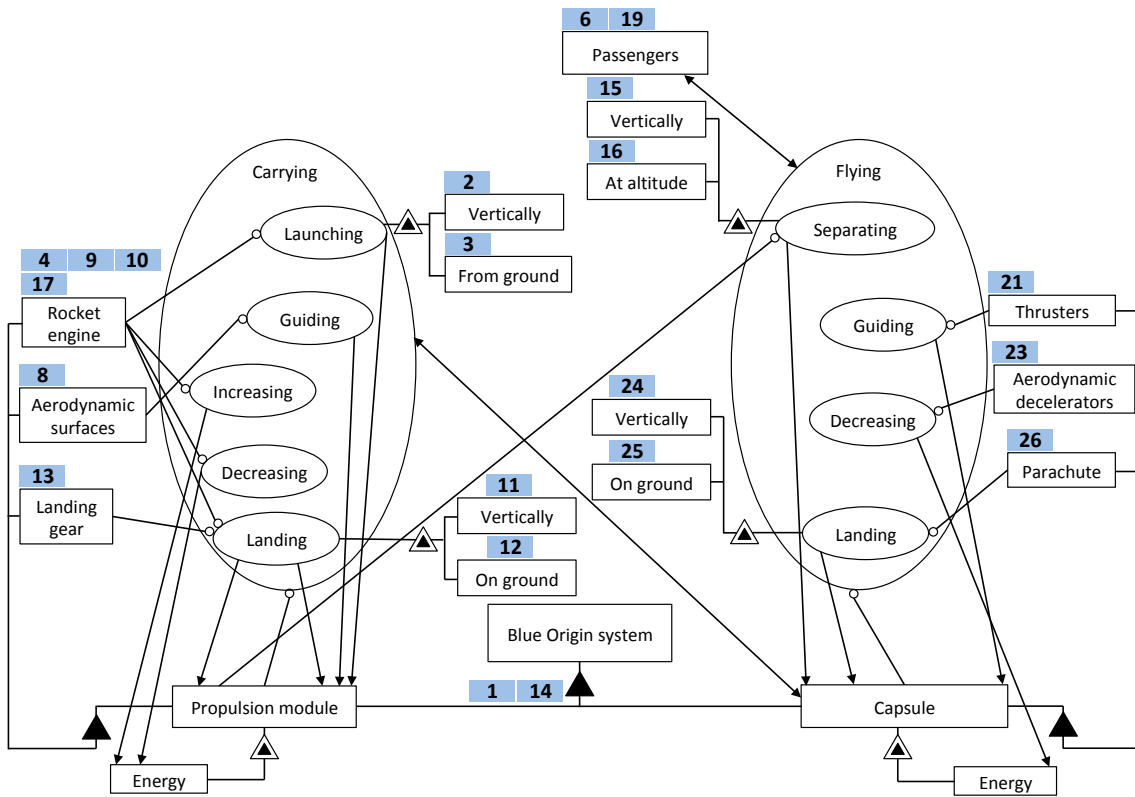 6 19
Passengers
15
Vertically
16
At altitude
Carrying
Flying
2
Vertically
Launching
Separating
3
From ground
4 9 10
17
Rocket
engine
Guiding
21
Thrusters
Guiding
8
Aerodynamic
surfaces
Increasing
24
Vertically
Decreasing
23
Aerodynamic
decelerators
25
On ground
26
Parachute
13
Landing
gear
Decreasing
11
Vertically
Landing
12
On ground
Landing
Blue Origin system
1 14
Propulsion module
Capsule
Energy
Energy